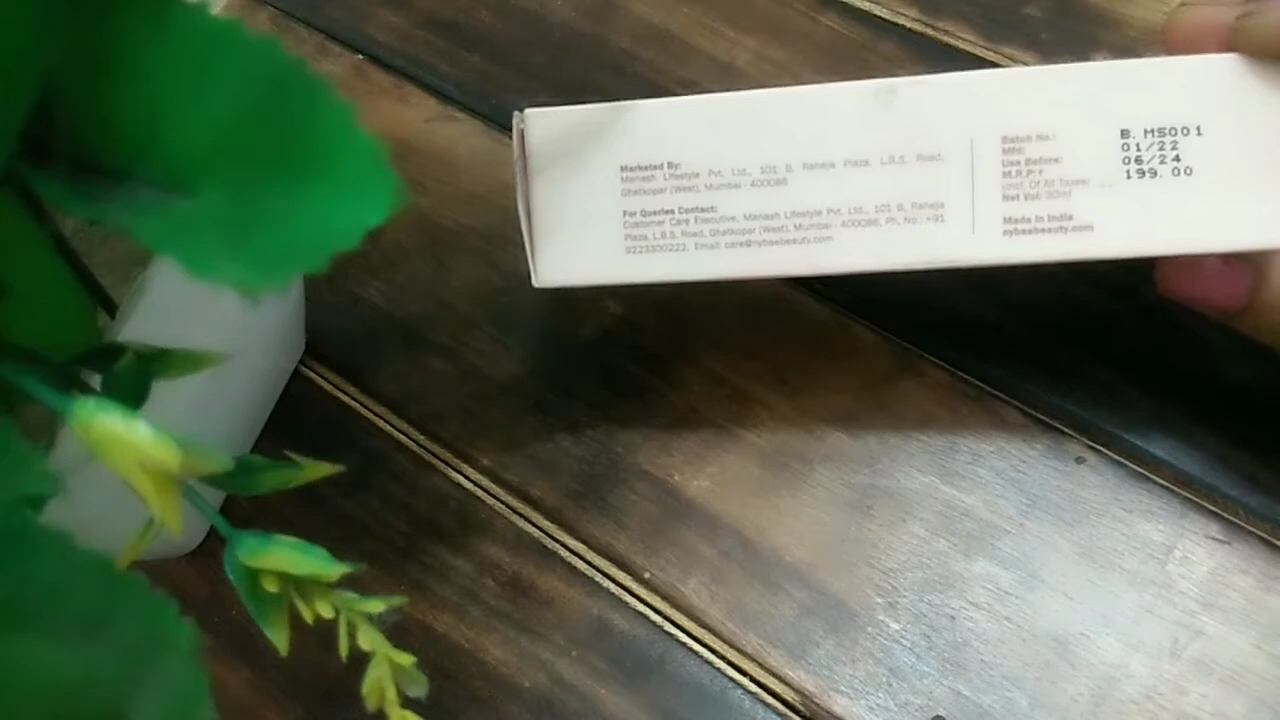 Marketed By:
Manash Lifestyle Pvt. Ltd., 101 B, Raheja Plaza, L.B.S. Road,
Ghatkopar (West), Mumbai - 400086
For Queries Contact:
Customer Care Executive, Manash Lifestyle Pvt. Ltd., 101 B, Raheja
Plaza, L.B.S. Road, Ghatkopar (West), Mumbai - 400086, Ph. No.: +91
9223300222, Email: care@nybaebeauty.com
Batch No.: B. MS001
Mfd: 01/22
Use Before: 06/24
M.R.P: ₹ 199. 00
(Incl. Of All Taxes)
Net Vol: 30ml
Made In India
nybaebeauty.com